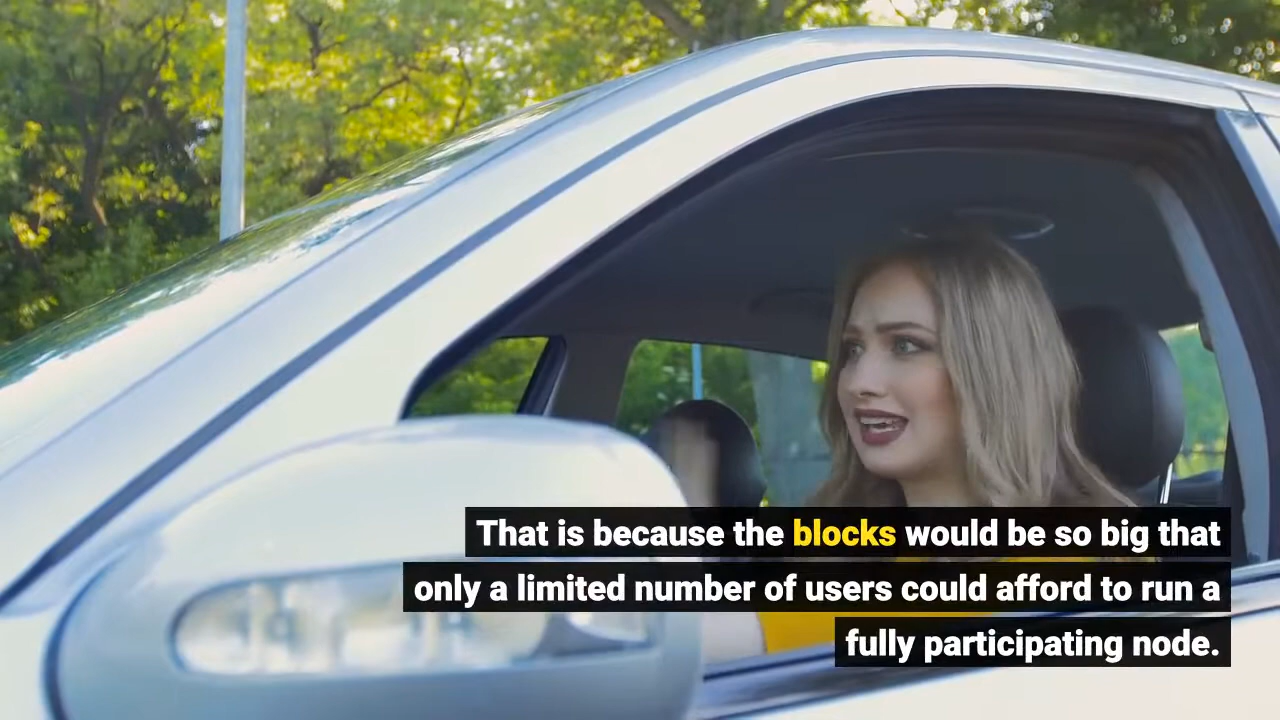 That is because the blocks would be so big that
only a limited number of users could afford to run a
fully participating node.